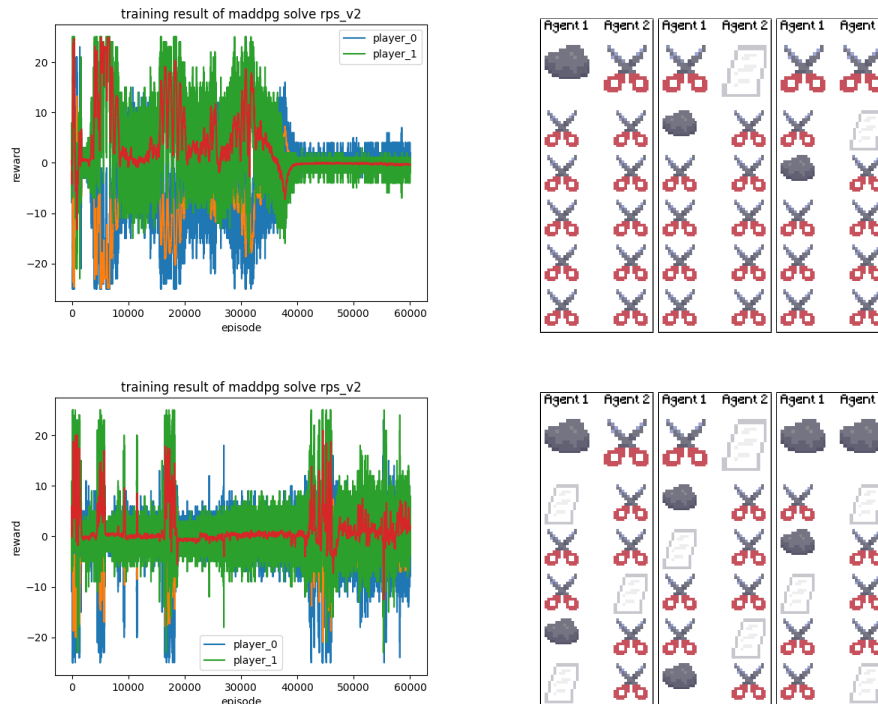 training result of maddpg solve rps_v2
player_0
player_1
reward
20
10
0
−10
−20
0
10000
20000
30000
40000
50000
60000
episode
Agent 1 Agent 2 Agent 1 Agent 2 Agent 1 Agent
training result of maddpg solve rps_v2
reward
20
10
0
−10
−20
player_0
player_1
0
10000
20000
30000
40000
50000
60000
episode
Agent 1 Agent 2 Agent 1 Agent 2 Agent 1 Agent